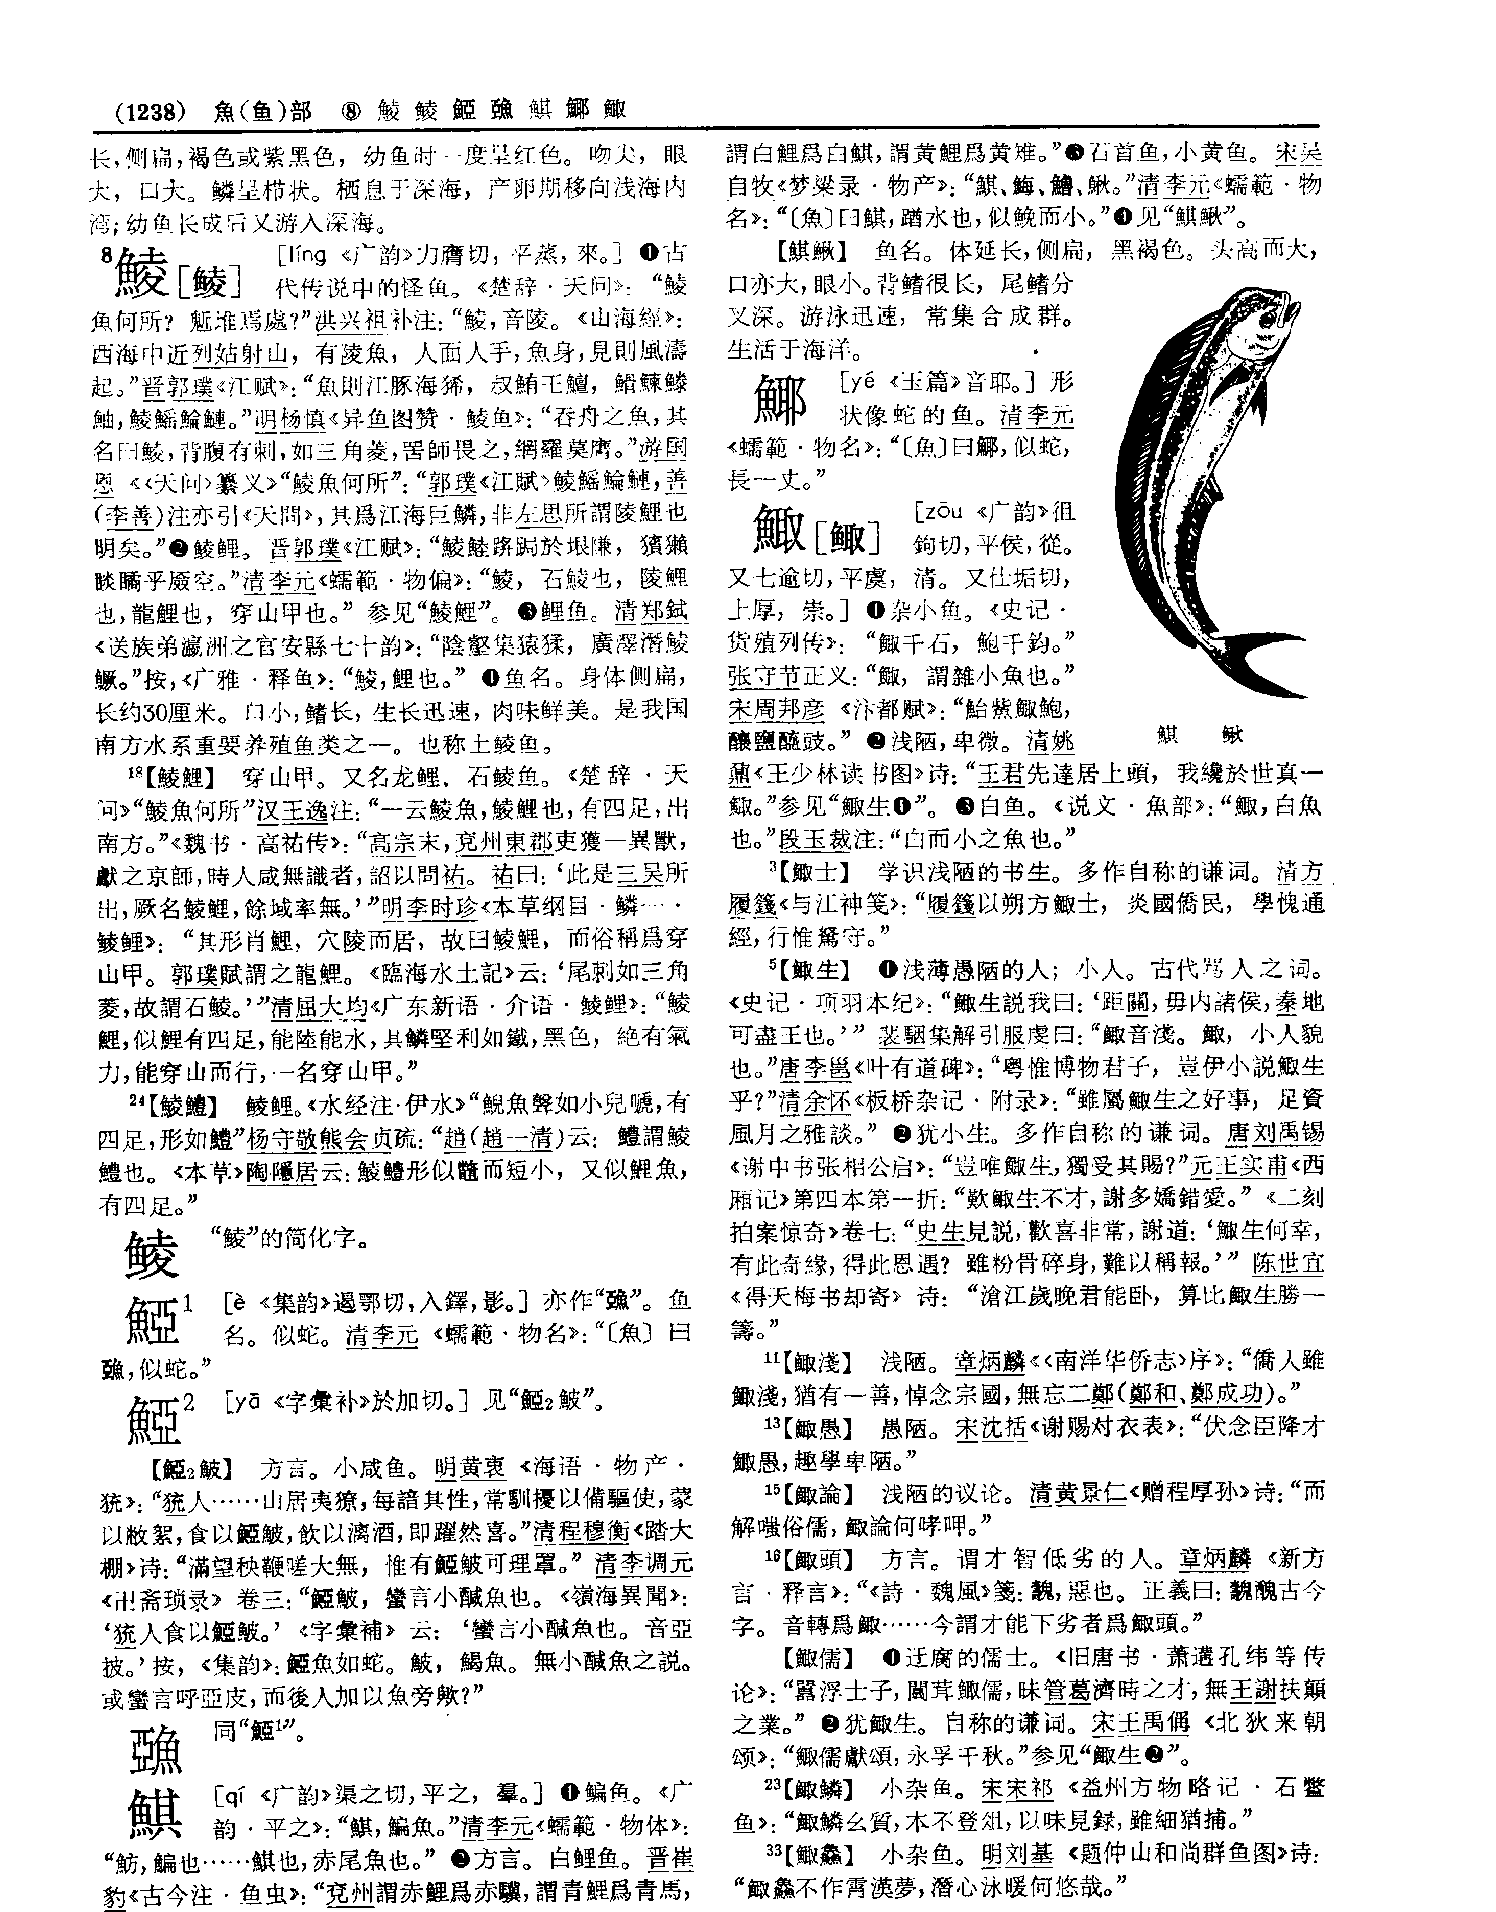 (1238) 魚(鱼)部 ⑧ 鯪 鲮 䱮 鯹 鯕 鎁 鲰
长,侧扁,褐色或紫黑色,幼鱼时一度呈红色。吻尖,眼
大,口大。鳞呈栉状。栖息于深海,产卵期移向浅海内
湾;幼鱼长成后又游入深海。
8鯪[鲮] [líng《广韵》力膺切,平蒸,來。]❶古
代传说中的怪鱼。《楚辞·天问》:“鯪
魚何所?鬿堆焉處?”洪兴祖补注:“鯪,音陵。《山海經》:
西海中近列姑射山,有陵魚,人面人手,魚身,見則風濤
起。”晋郭璞《江赋》:“魚則江豚海狶,叔鮪王鱣,䱻鰊䲍
鮋,鯪鰩鯩鰱。”明杨慎《异鱼图赞·鲮鱼》:“吞舟之魚,其
名曰鯪,背腹有刺,如三角菱,罟師畏之,網羅莫膺。”游国
恩《〈天问〉纂义》“鯪魚何所”:“郭璞《江賦》鯪鰩鯩鰱,善
(李善)注亦引《天問》,其爲江海巨鱗,非左思所謂陵鯉也
明矣。”❷鲮鲤。晋郭璞《江赋》:“鯪鯥跻跼於垠隒,獱獺
睒瞲乎厱空。”清李元《蠕範·物偏》:“鯪,石鯪也,陵鯉
也,龍鯉也,穿山甲也。”参见“鯪鯉”。❸鲤鱼。清郑鉽
《送族弟瀛洲之官安縣七十韵》:“陰壑集猿猱,廣澤潛鯪
鱖。”按,《广雅·释鱼》:“鯪,鯉也。”❹鱼名。身体侧扁,
长约30厘米。口小,鳍长,生长迅速,肉味鲜美。是我国
南方水系重要养殖鱼类之一。也称土鲮鱼。
18【鯪鯉】 穿山甲。又名龙鲤、石鲮鱼。《楚辞·天
问》“鯪魚何所”汉王逸注:“一云鯪魚,鯪鯉也,有四足,出
南方。”《魏书·高祐传》:“高宗末,兗州東郡吏獲一異獸,
獻之京師,時人咸無識者,詔以問祐。祐曰:‘此是三吴所
出,厥名鯪鯉,餘域率無。’”明李时珍《本草纲目·鳞一·
鲮鲤》:“其形肖鯉,穴陵而居,故曰鯪鯉,而俗稱爲穿
山甲。郭璞賦謂之龍鯉。《臨海水土記》云:‘尾刺如三角
菱,故謂石鯪。’”清屈大均《广东新语·介语·鲮鲤》:“鯪
鯉,似鯉有四足,能陸能水,其鱗堅利如鐵,黑色,絶有氣
力,能穿山而行,一名穿山甲。”
24【鯪鱧】 鲮鲤。《水经注·伊水》“鯢魚聲如小兒嗁,有
四足,形如鱧”杨守敬熊会贞疏:“趙(趙一清)云:鱧謂鯪
鱧也。《本草》陶隱居云:鯪鱧形似鼉而短小,又似鯉魚,
有四足。”
鲮 “鯪”的简化字。
䱮1 [è《集韵》遏鄂切,入鐸,影。]亦作“鯹”。鱼
名。似蛇。清李元《蠕範·物名》:“〔魚〕曰
,似蛇。”
2 [yā《字彙补》於加切。]见“2鮍”。
【2鮍】 方言。小咸鱼。明黄衷《海语·物产·
㹶》:“㹶人……山居夷獠,每諳其性,常馴擾以備驅使,蒙
以敝絮,食以鮍,飲以漓酒,即躍然喜。”清程穆衡《踏大
棚》诗:“滿望秧鞭嗟大無,惟有鮍可理罩。”清李调元
《卍斋琐录》卷三:“鮍,蠻言小醎魚也。《嶺海異聞》:
‘㹶人食以鮍。’《字彙補》云:‘蠻言小醎魚也。音亞
披。’按,《集韵》:魚如蛇。鮍,鯣魚。無小醎魚之説。
或蠻言呼亞皮,而後人加以魚旁歟?”
同“1”。
鯕 [qí《广韵》渠之切,平之,羣。]❶鳊鱼。《广
韵·平之》:“鯕,鯿魚。”清李元《蠕範·物体》:
“魴,鯿也……鯕也,赤尾魚也。”❷方言。白鲤鱼。晋崔
豹《古今注·鱼虫》:“兗州謂赤鯉爲赤驥,謂青鯉爲青馬,
謂白鯉爲白鯕,謂黄鯉爲黄雉。”❸石首鱼,小黄鱼。宋吴
自牧《梦粱录·物产》:“鯕、鮸、鱛、鰍。”清李元《蠕範·物
名》:“〔魚〕曰鯕,蹈水也,似鮸而小。”❹见“鯕鰍”。
【鯕鰍】 鱼名。体延长,侧扁,黑褐色。头高而大,
口亦大,眼小。背鳍很长,尾鳍分
叉深。游泳迅速,常集合成群。
生活于海洋。
[yé《玉篇》音耶。]形
状像蛇的鱼。清李元
《蠕範·物名》:“〔魚〕曰,似蛇,
長一丈。”
鯫[鲰] [zōu《广韵》徂
鉤切,平侯,從。
又七逾切,平虞,清。又仕垢切,
上厚,崇。]❶杂小鱼。《史记·
货殖列传》:“鯫千石,鮑千鈞。”
张守节正义:“鯫,謂雜小魚也。”
宋周邦彦《汴都赋》:“鮐鮆鯫鮑,
釀鹽醯豉。”❷浅陋,卑微。清姚
鼐《王少林读书图》诗:“王君先達居上頭,我纔於世真一
鯫。”参见“鯫生❶”。❸白鱼。《说文·魚部》:“鯫,白魚
也。”段玉裁注:“白而小之魚也。”
鯕 鰍
3【鯫士】 学识浅陋的书生。多作自称的谦词。清方
履籛《与江神笺》:“履籛以朔方鯫士,炎國僑民,學愧通
經,行惟駑守。”
5【鯫生】 ❶浅薄愚陋的人;小人。古代骂人之词。
《史记·项羽本纪》:“鯫生説我曰:‘距關,毋内諸侯,秦地
可盡王也。’”裴駰集解引服虔曰:“鯫音淺。鯫,小人貌
也。”唐李邕《叶有道碑》:“粤惟博物君子,豈伊小説鯫生
乎?”清余怀《板桥杂记·附录》:“雖屬鯫生之好事,足資
風月之雅談。”❷犹小生。多作自称的谦词。唐刘禹锡
《谢中书张相公启》:“豈唯鯫生,獨受其賜?”元王实甫《西
厢记》第四本第一折:“歎鯫生不才,謝多嬌錯愛。”《二刻
拍案惊奇》卷七:“史生見説,歡喜非常,謝道:‘鯫生何幸,
有此奇緣,得此恩遇?雖粉骨碎身,難以稱報。’”陈世宜
《得天梅书却寄》诗:“滄江歲晚君能卧,算比鯫生勝一
籌。”
11【鯫淺】 浅陋。章炳麟《〈南洋华侨志〉序》:“僑人雖
鯫淺,猶有一善,悼念宗國,無忘二鄭(鄭和、鄭成功)。”
13【鯫愚】 愚陋。宋沈括《谢赐对衣表》:“伏念臣降才
鯫愚,趣學卑陋。”
15【鯫論】 浅陋的议论。清黄景仁《赠程厚孙》诗:“而
解嗤俗儒,鯫論何哮呷。”
16【鯫頭】 方言。谓才智低劣的人。章炳麟《新方
言·释言》:“《詩·魏風》箋:魗,惡也。正義曰:魗醜古今
字。音轉爲鯫……今謂才能下劣者爲鯫頭。”
【鯫儒】 ❶迂腐的儒士。《旧唐书·萧遘孔纬等传
论》:“囂浮士子,闒茸鯫儒,昧管葛濟時之才,無王謝扶顛
之業。”❷犹鯫生。自称的谦词。宋王禹偁《北狄来朝
颂》:“鯫儒獻頌,永孚千秋。”参见“鯫生❷”。
23【鯫鱗】 小杂鱼。宋宋祁《益州方物略记·石鳖
鱼》:“鯫鱗幺質,本不登俎,以味見録,雖細猶捕。”
33【鯫鱻】 小杂鱼。明刘基《题仲山和尚群鱼图》诗:
“鯫鱻不作霄漢夢,潛心泳暖何悠哉。”